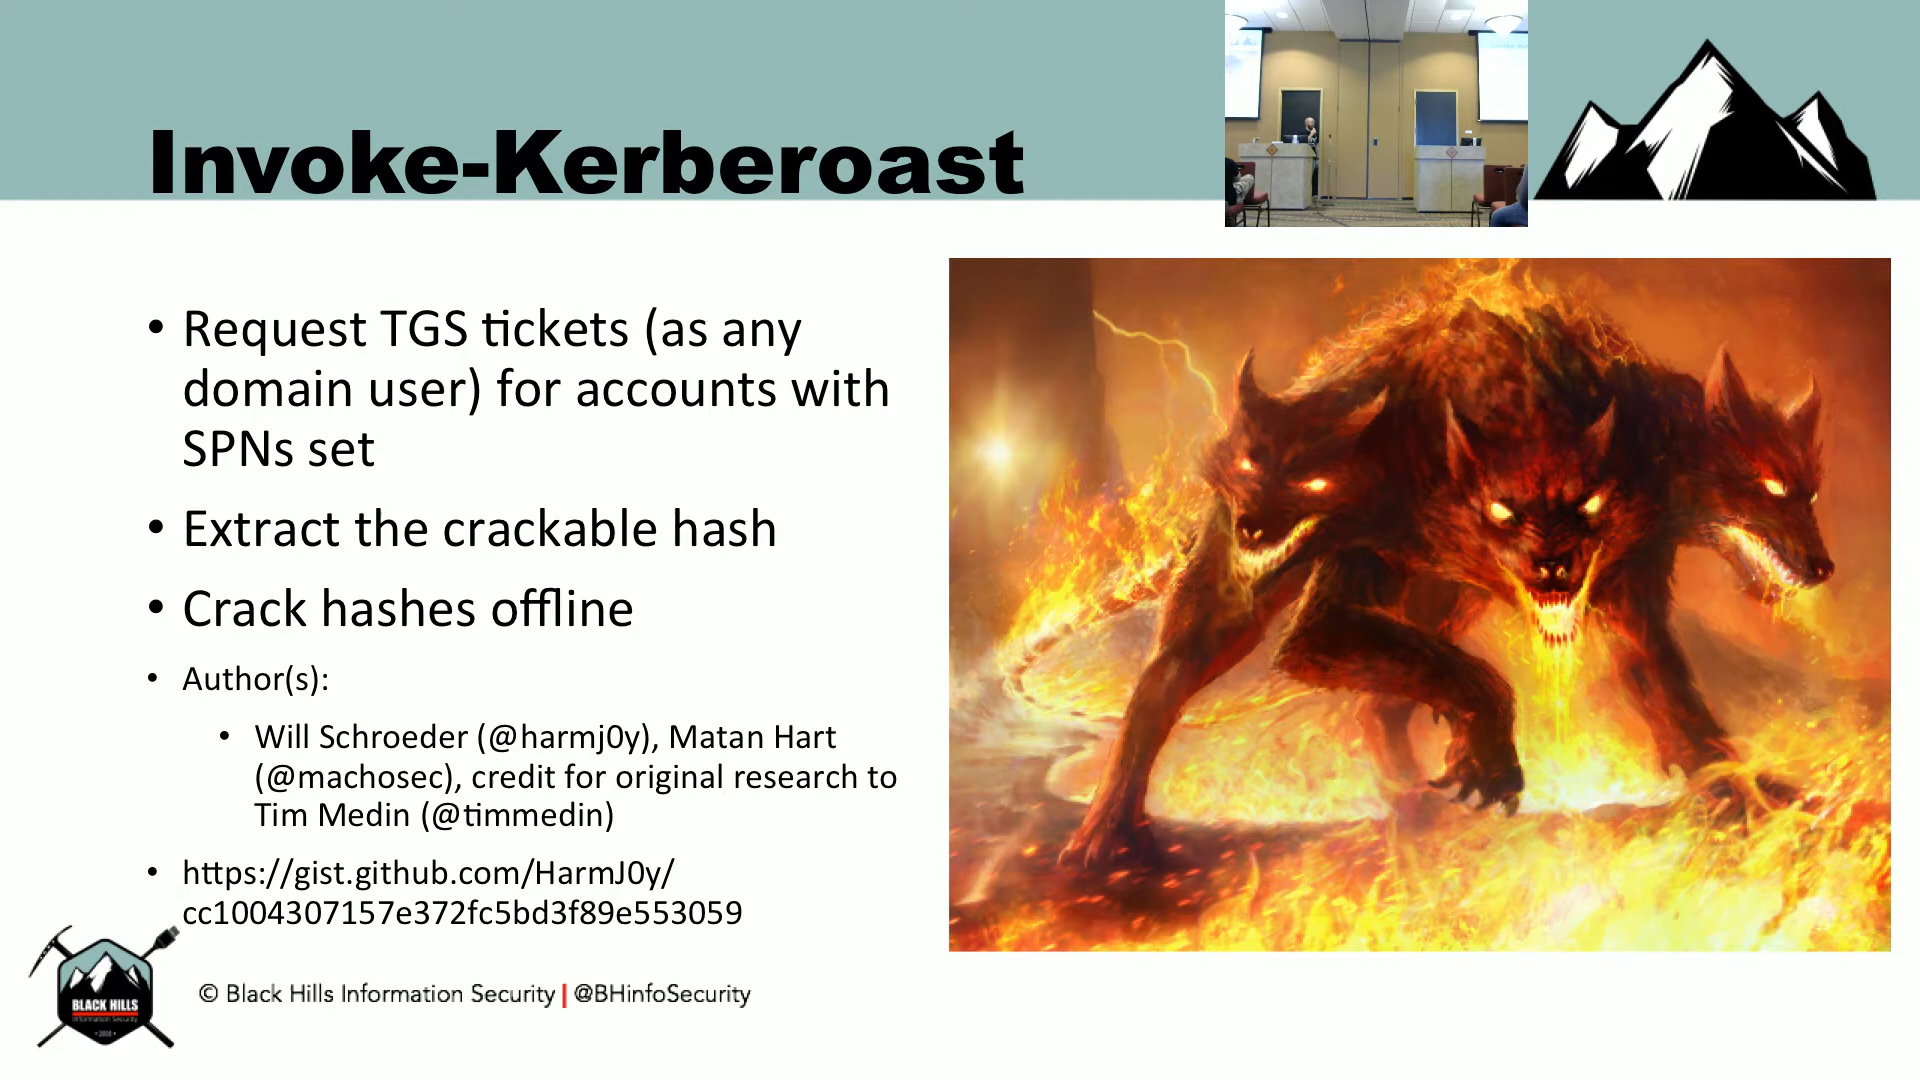 Invoke-Kerberoast
• Request TGS tickets (as any
domain user) for accounts with
SPNs set
• Extract the crackable hash
• Crack hashes offline
• Author(s):
• Will Schroeder (@harmj0y), Matan Hart
(@machosec), credit for original research to
Tim Medin (@timmedin)
• https://gist.github.com/HarmJ0y/
cc1004307157e372fc5bd3f89e553059
BLACK HILLS
Information Security
• 2008 •
© Black Hills Information Security | @BHinfoSecurity